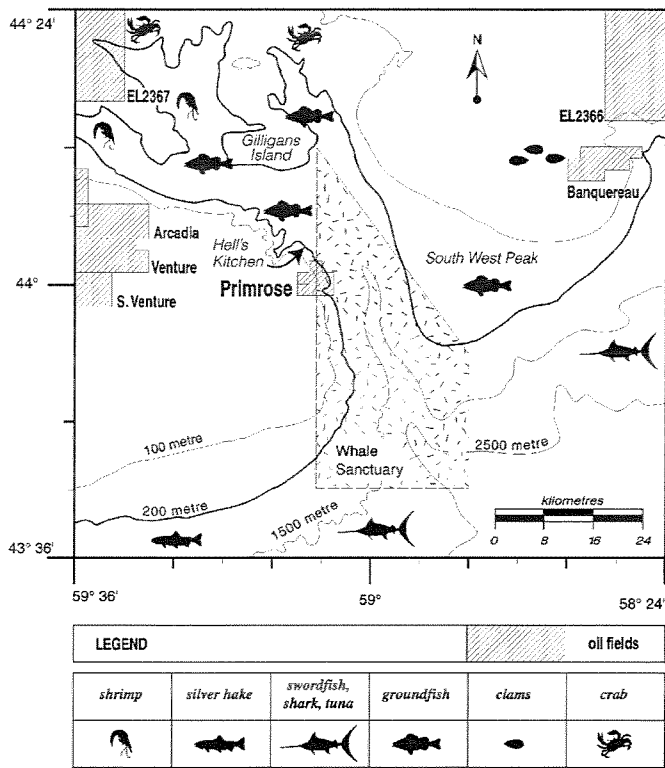 44° 24'
N
EL2367
EL2366
Gilligans
Island
Banquereau
Arcadia
Hell's
Kitchen
South West Peak
Venture
Primrose
44°
S. Venture
100 metre
Whale
Sanctuary
2500 metre
200 metre
1500 metre
kilometres
0 8 16 24
43° 36'
59° 36' 59° 58° 24'
LEGEND oil fields
shrimp silver hake swordfish, shark, tuna groundfish clams crab